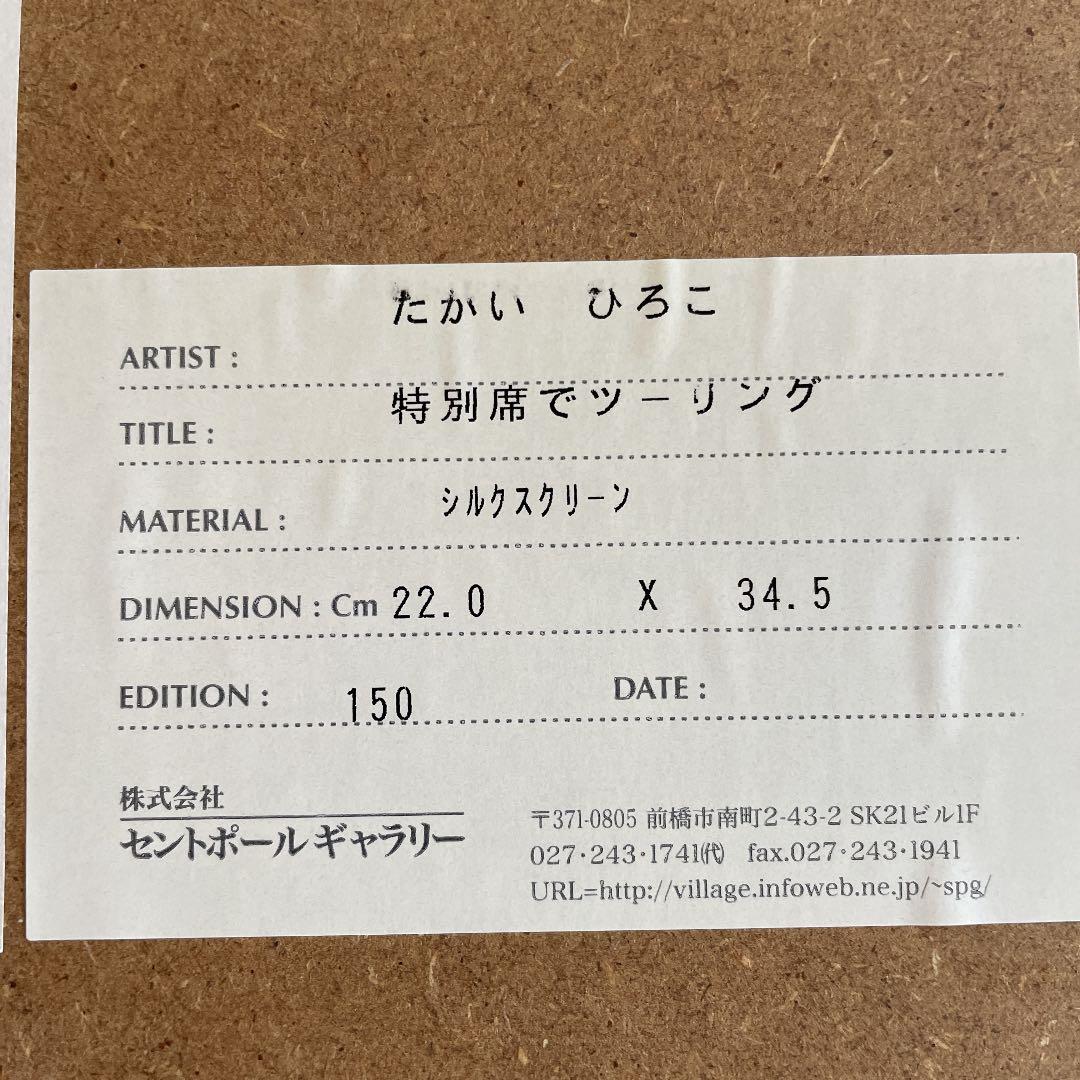 たかい ひろこ
ARTIST :
特別席でツーリング
TITLE :
MATERIAL : シルクスクリーン
DIMENSION : Cm 22.0 X 34.5
EDITION : 150 DATE :
株式会社
セントポールギャラリー
〒371-0805 前橋市南町2-43-2 SK21ビル1F
027・243・1741㈹ fax.027・243・1941
URL=http://village.infoweb.ne.jp/~spg/